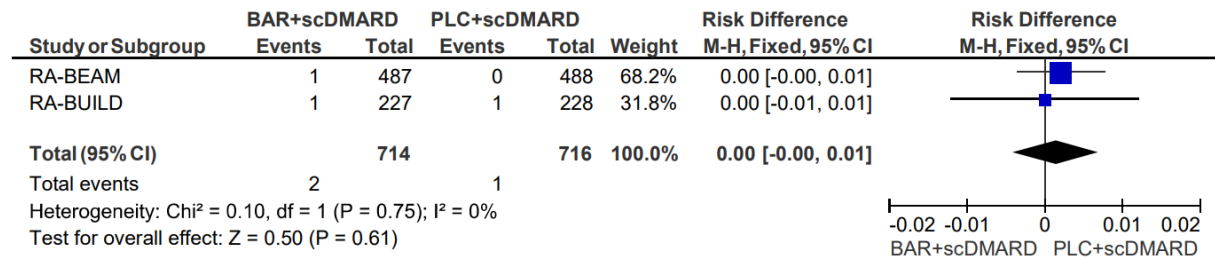 BAR+scDMARD PLC+scDMARD Risk Difference Risk Difference
Study or Subgroup Events Total Events Total Weight M-H, Fixed, 95% CI M-H, Fixed, 95% CI
RA-BEAM 1 487 0 488 68.2% 0.00 [-0.00, 0.01]
RA-BUILD 1 227 1 228 31.8% 0.00 [-0.01, 0.01]
Total (95% CI) 714 716 100.0% 0.00 [-0.00, 0.01]
Total events 2 1
Heterogeneity: Chi² = 0.10, df = 1 (P = 0.75); I² = 0%
Test for overall effect: Z = 0.50 (P = 0.61)
-0.02 -0.01 0 0.01 0.02
BAR+scDMARD PLC+scDMARD